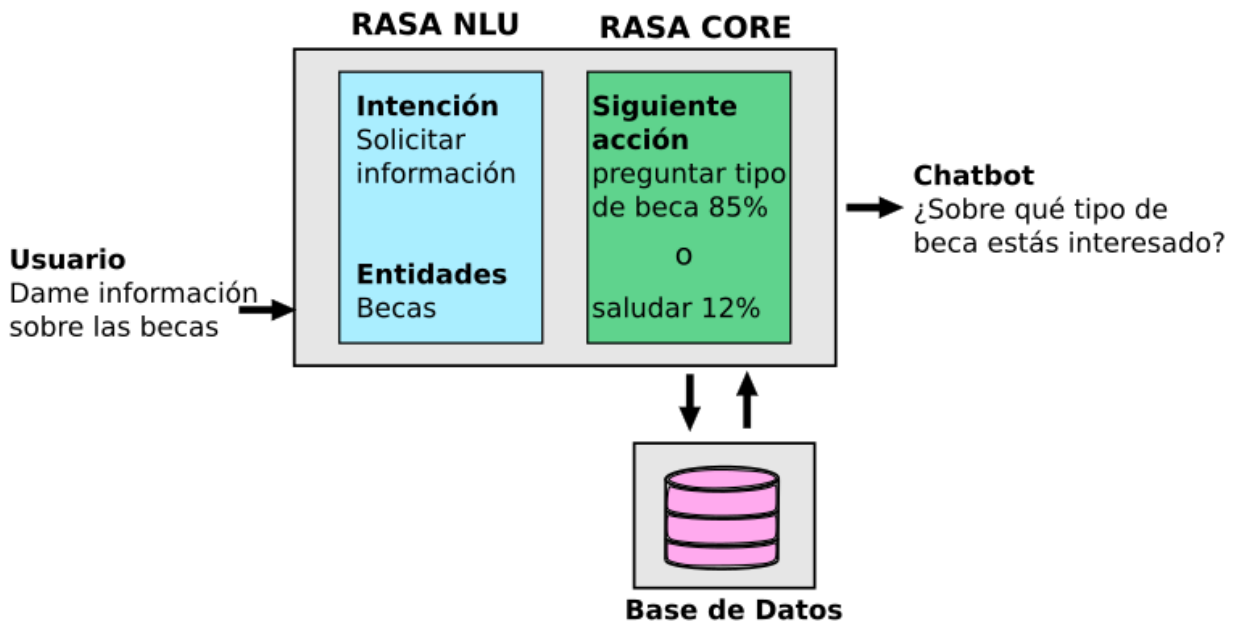 RASA NLU
RASA CORE
Intención
Solicitar
información
Entidades
Becas
Siguiente
acción
preguntar tipo
de beca 85%
o
saludar 12%
Usuario
Dame información
sobre las becas
Chatbot
¿Sobre qué tipo de
beca estás interesado?
Base de Datos